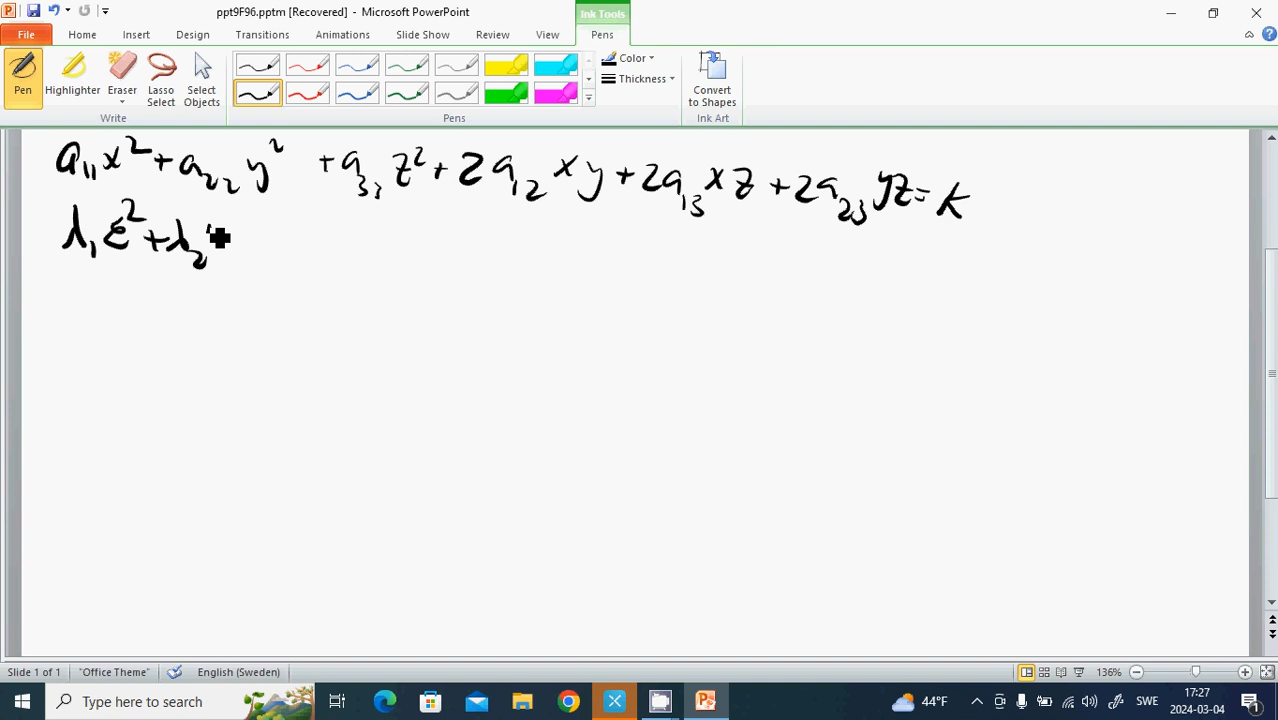 ppt9F96.pptm [Recovered] - Microsoft PowerPoint
Ink Tools
File Home Insert Design Transitions Animations Slide Show Review View Pens
Pen Highlighter Eraser Lasso Select Select Objects
Color
Thickness
Convert to Shapes
Write Pens Ink Art
a₁₁x² + a₂₂y² + a₃₃z² + 2a₁₂xy + 2a₁₃xz + 2a₂₃yz = k
λ₁ε² + λ₂
Slide 1 of 1 "Office Theme" English (Sweden) 136%
Type here to search 44°F SWE 17:27
2024-03-04 1